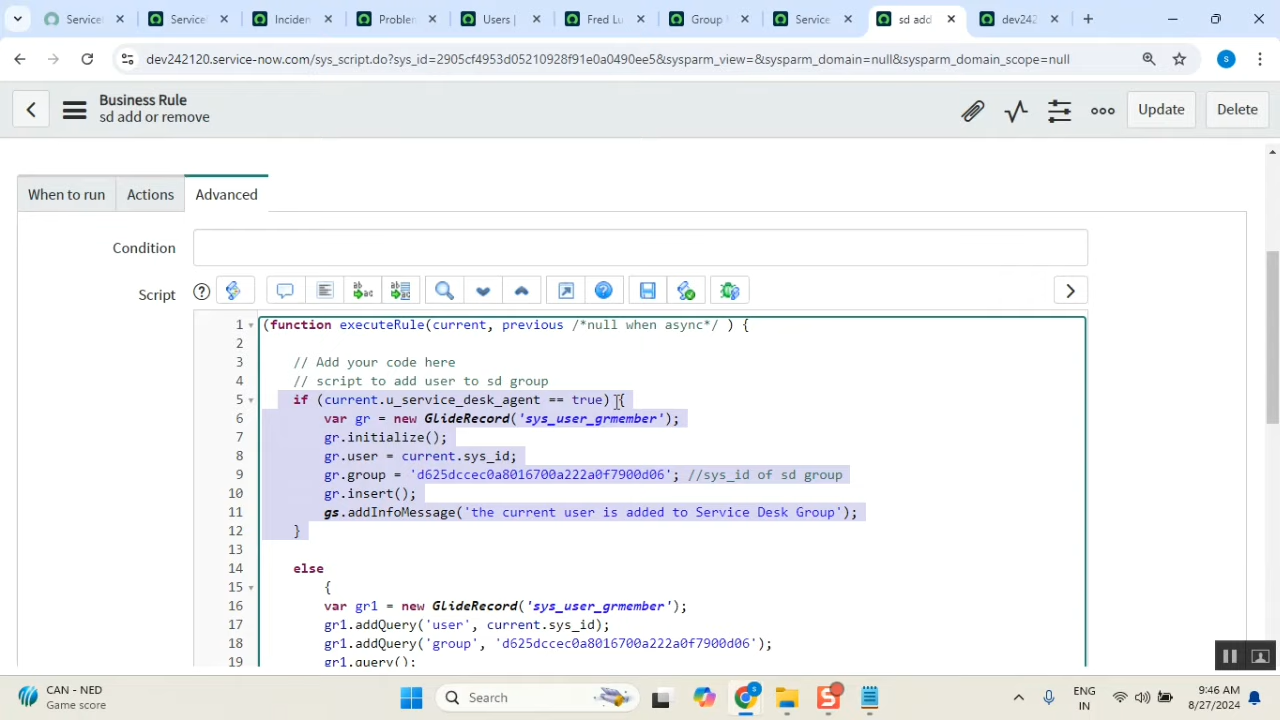 Service
Service
Inciden
Problen
Users |
Fred Lu
Group
Service
sd add
dev242
dev242120.service-now.com/sys_script.do?sys_id=2905cf4953d05210928f91e0a0490ee5&sysparm_view=&sysparm_domain=null&sysparm_domain_scope=null
S
Business Rule
sd add or remove
Update
Delete
When to run
Actions
Advanced
Condition
Script
1 (function executeRule(current, previous /*null when async*/ ) {
2
3 // Add your code here
4 // script to add user to sd group
5 if (current.u_service_desk_agent == true) {
6 var gr = new GlideRecord('sys_user_grmember');
7 gr.initialize();
8 gr.user = current.sys_id;
9 gr.group = 'd625dccec0a8016700a222a0f7900d06'; //sys_id of sd group
10 gr.insert();
11 gs.addInfoMessage('the current user is added to Service Desk Group');
12 }
13
14 else
15 {
16 var gr1 = new GlideRecord('sys_user_grmember');
17 gr1.addQuery('user', current.sys_id);
18 gr1.addQuery('group', 'd625dccec0a8016700a222a0f7900d06');
19 gr1.query();
CAN - NED
Game score
Search
ENG
IN
9:46 AM
8/27/2024